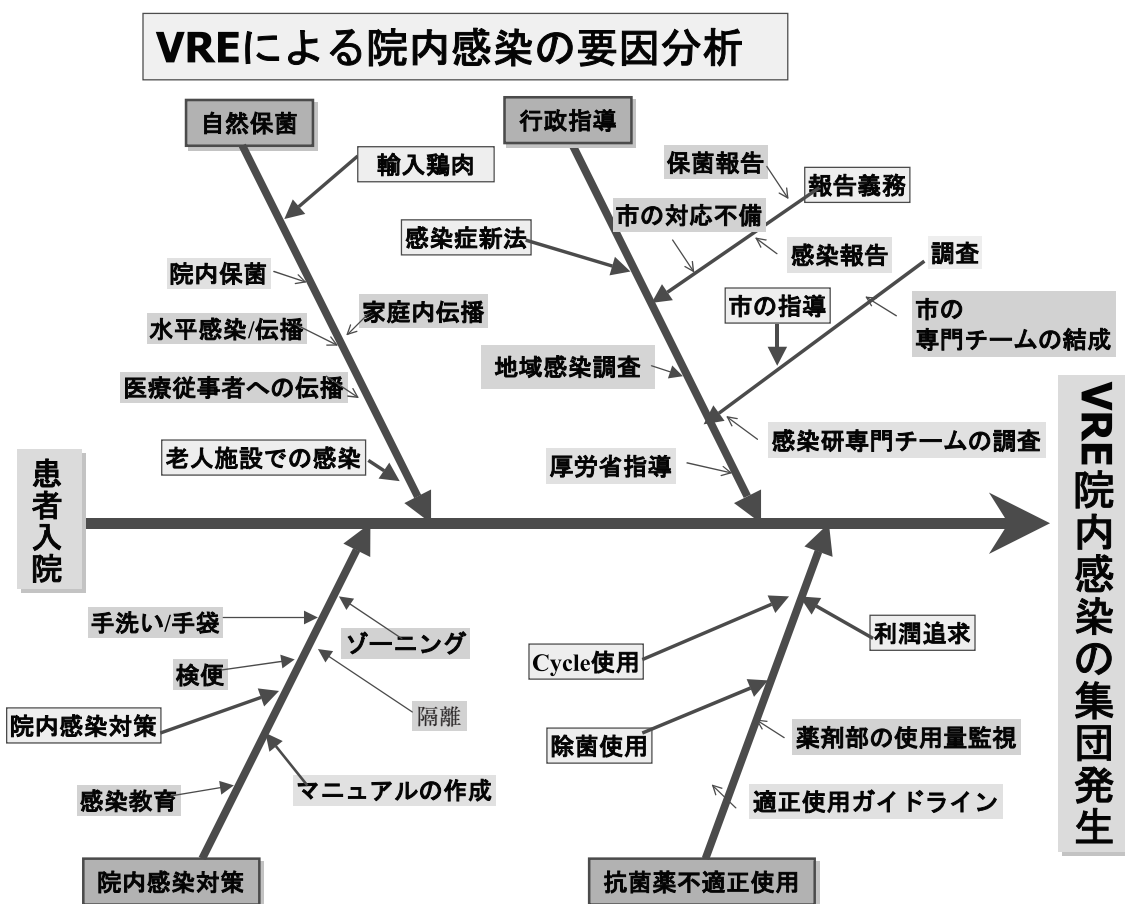 VREによる院内感染の要因分析
自然保菌
行政指導
輸入鶏肉
保菌報告
報告義務
市の対応不備
感染症新法
感染報告
調査
院内保菌
市の指導
市の
専門チームの結成
家庭内伝播
水平感染/伝播
地域感染調査
医療従事者への伝播
感染研専門チームの調査
老人施設での感染
厚労省指導
患者入院
VRE院内感染の集団発生
手洗い/手袋
ゾーニング
利潤追求
Cycle使用
検便
隔離
院内感染対策
除菌使用
薬剤部の使用量監視
マニュアルの作成
感染教育
適正使用ガイドライン
院内感染対策
抗菌薬不適正使用